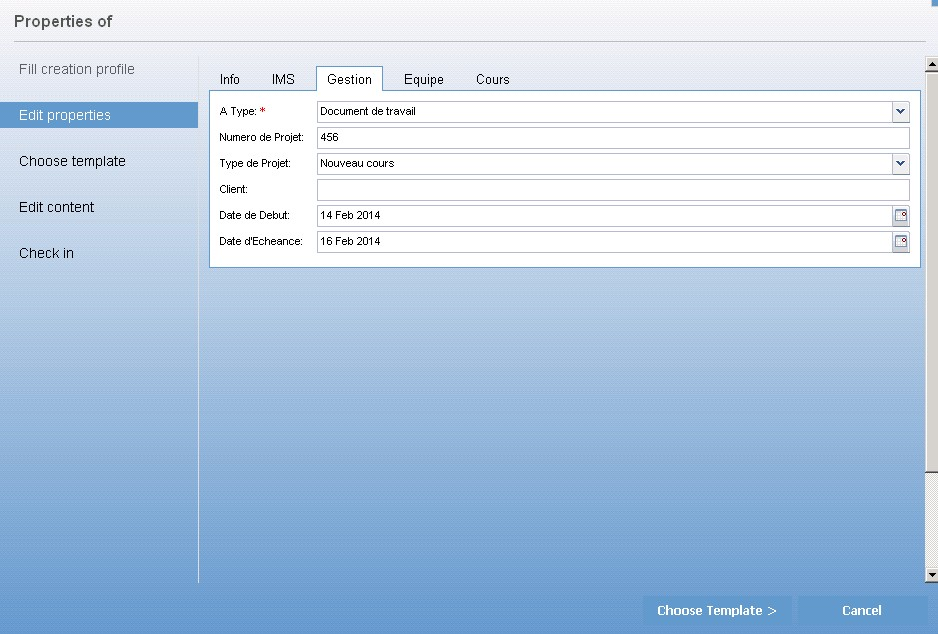 Properties of
Fill creation profile
Edit properties
Choose template
Edit content
Check in
Info IMS Gestion Equipe Cours
A Type: * Document de travail
Numero de Projet: 456
Type de Projet: Nouveau cours
Client:
Date de Debut: 14 Feb 2014
Date d'Echeance: 16 Feb 2014
Choose Template > Cancel